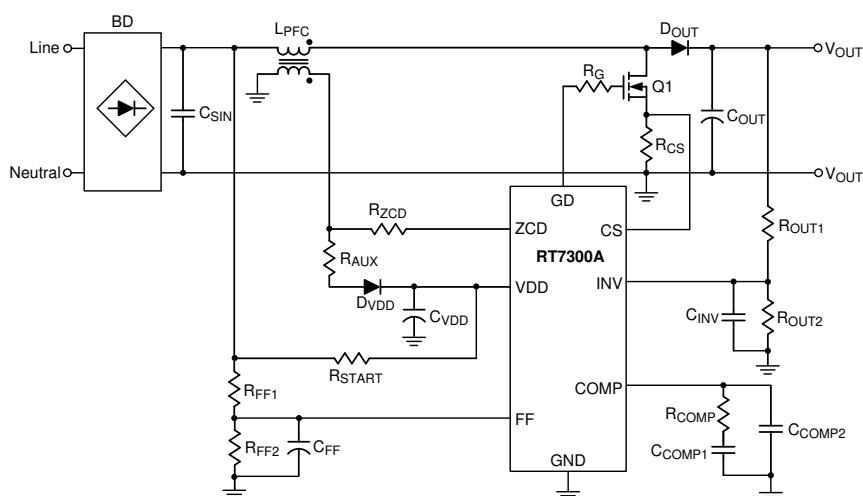 BD
LPFC
DOUT
Line
VOUT
RG
Q1
CSIN
COUT
RCS
Neutral
VOUT
GD
RZCD
ZCD
CS
ROUT1
RT7300A
RAUX
DVDD
VDD
INV
CVDD
CINV
ROUT2
RSTART
RFF1
COMP
RCOMP
FF
CCOMP2
RFF2
CFF
CCOMP1
GND